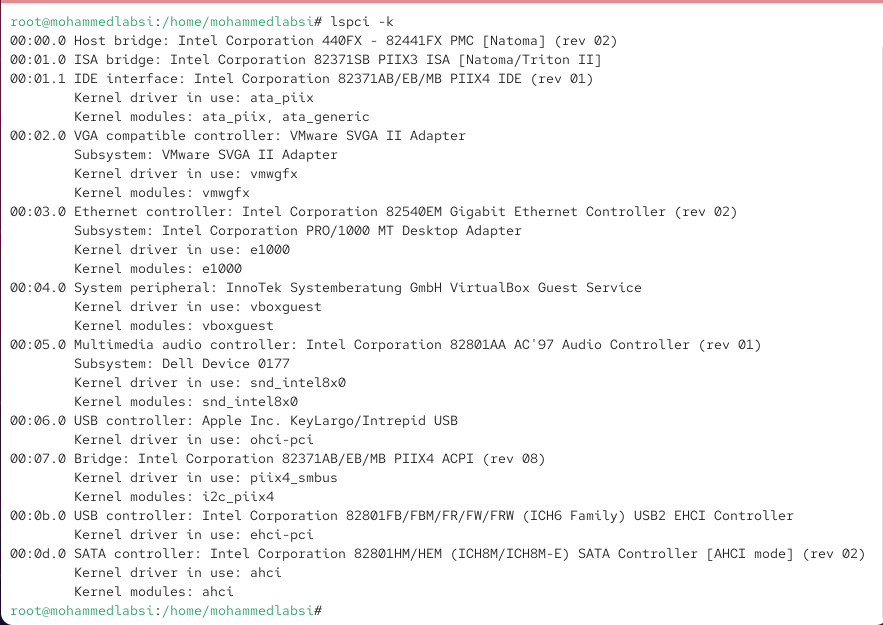 root@mohammedlabsi:/home/mohammedlabsi# lspci -k
00:00.0 Host bridge: Intel Corporation 440FX - 82441FX PMC [Natoma] (rev 02)
00:01.0 ISA bridge: Intel Corporation 82371SB PIIX3 ISA [Natoma/Triton II]
00:01.1 IDE interface: Intel Corporation 82371AB/EB/MB PIIX4 IDE (rev 01)
        Kernel driver in use: ata_piix
        Kernel modules: ata_piix, ata_generic
00:02.0 VGA compatible controller: VMware SVGA II Adapter
        Subsystem: VMware SVGA II Adapter
        Kernel driver in use: vmwgfx
        Kernel modules: vmwgfx
00:03.0 Ethernet controller: Intel Corporation 82540EM Gigabit Ethernet Controller (rev 02)
        Subsystem: Intel Corporation PRO/1000 MT Desktop Adapter
        Kernel driver in use: e1000
        Kernel modules: e1000
00:04.0 System peripheral: InnoTek Systemberatung GmbH VirtualBox Guest Service
        Kernel driver in use: vboxguest
        Kernel modules: vboxguest
00:05.0 Multimedia audio controller: Intel Corporation 82801AA AC'97 Audio Controller (rev 01)
        Subsystem: Dell Device 0177
        Kernel driver in use: snd_intel8x0
        Kernel modules: snd_intel8x0
00:06.0 USB controller: Apple Inc. KeyLargo/Intrepid USB
        Kernel driver in use: ohci-pci
00:07.0 Bridge: Intel Corporation 82371AB/EB/MB PIIX4 ACPI (rev 08)
        Kernel driver in use: piix4_smbus
        Kernel modules: i2c_piix4
00:0b.0 USB controller: Intel Corporation 82801FB/FBM/FR/FW/FRW (ICH6 Family) USB2 EHCI Controller
        Kernel driver in use: ehci-pci
00:0d.0 SATA controller: Intel Corporation 82801HM/HEM (ICH8M/ICH8M-E) SATA Controller [AHCI mode] (rev 02)
        Kernel driver in use: ahci
        Kernel modules: ahci
root@mohammedlabsi:/home/mohammedlabsi#